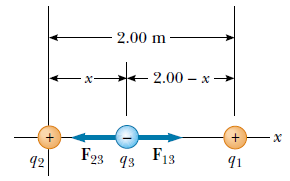 2.00 m
x
2.00 – x
+ – + x
q₂ F₂₃ q₃ F₁₃ q₁